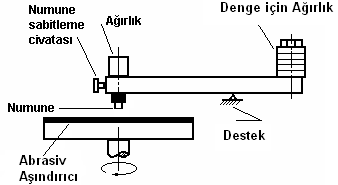 Numune
sabitleme
civatası
Ağırlık
Denge için Ağırlık
Numune
Destek
Abrasiv
Aşındırıcı